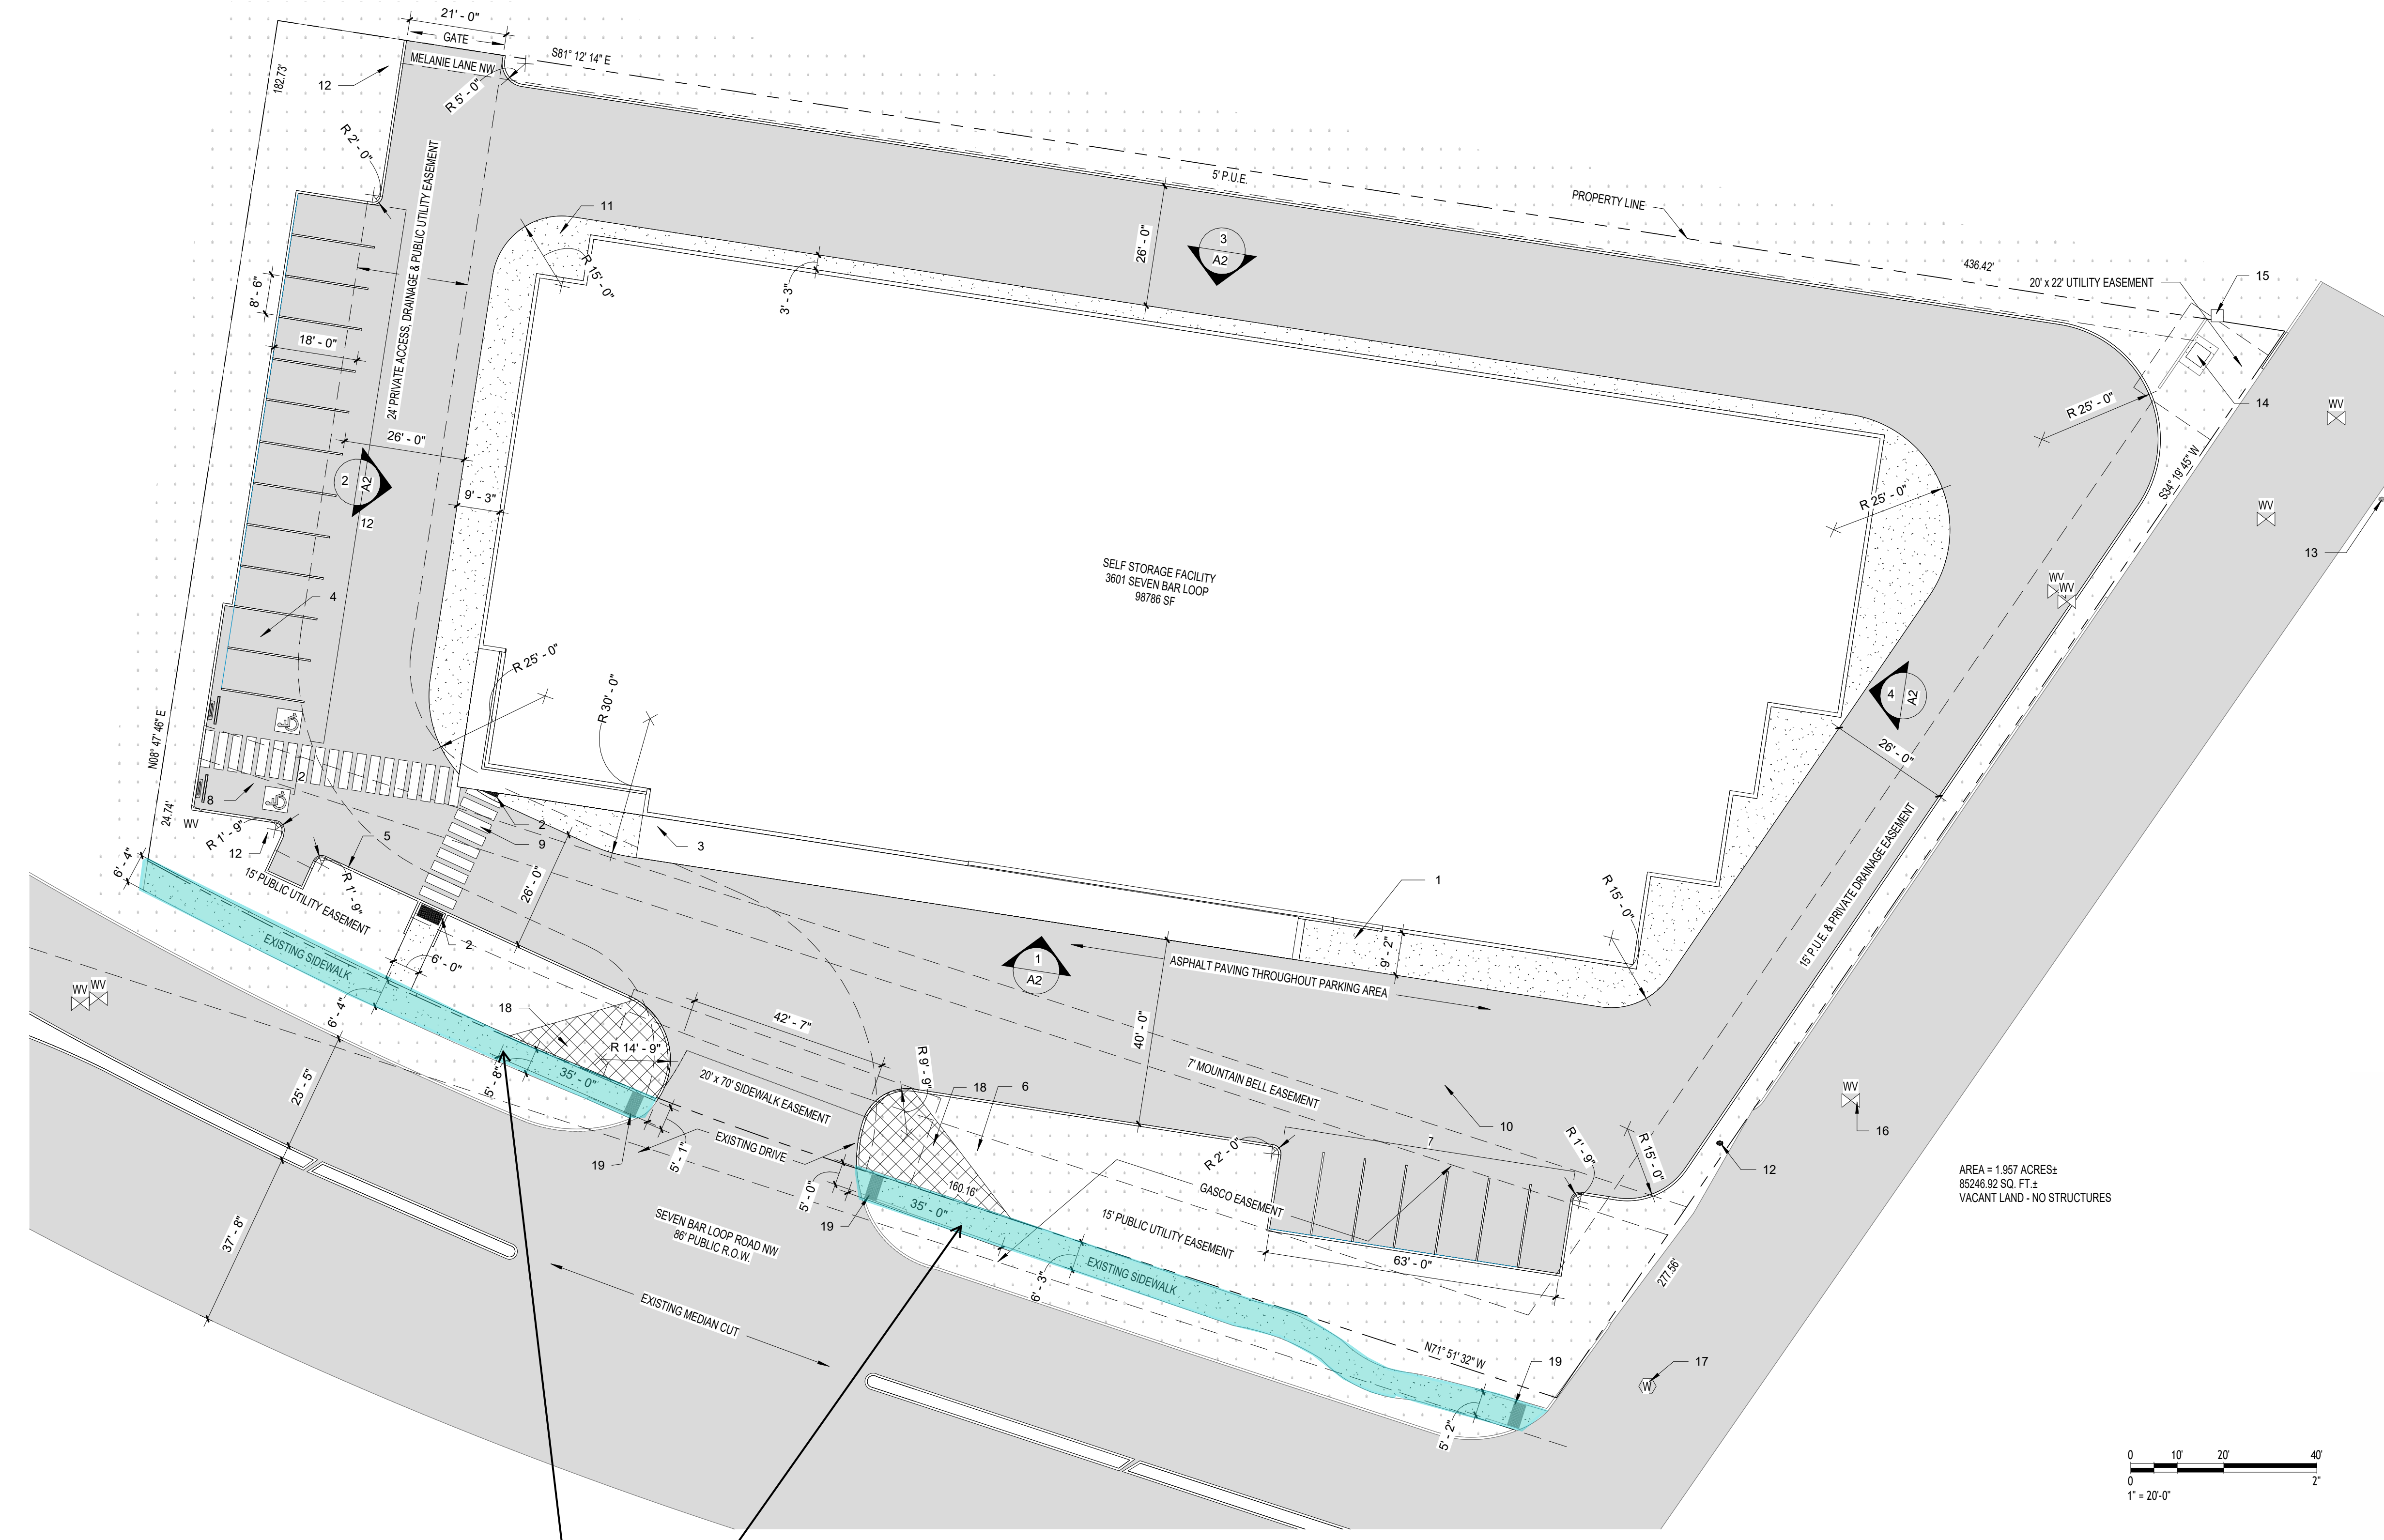 21' - 0"
GATE
MELANIE LANE NW
S81° 12' 14" E
182.73'
12
R 5' - 0"
R 2' - 0"
24' PRIVATE ACCESS, DRAINAGE & PUBLIC UTILITY EASEMENT
11
5' P.U.E.
PROPERTY LINE
26' - 0"
3
A2
436.42'
20' x 22' UTILITY EASEMENT
15
8' - 6"
18' - 0"
R 15' - 0"
3' - 3"
14
R 25' - 0"
WV
26' - 0"
2
A2
12
9' - 3"
R 25' - 0"
S34° 19' 45" W
WV
13
SELF STORAGE FACILITY
3601 SEVEN BAR LOOP
98786 SF
WV
WV
4
R 25' - 0"
R 30' - 0"
4
A2
N08° 47' 46" E
26' - 0"
2
8
24.74'
WV
R 1' - 9"
12
5
2
9
3
6' - 4"
15' PUBLIC UTILITY EASEMENT
R 1' - 9"
26' - 0"
1
R 15' - 0"
15' P.U.E. & PRIVATE DRAINAGE EASEMENT
EXISTING SIDEWALK
2
6' - 0"
9' - 2"
1
A2
ASPHALT PAVING THROUGHOUT PARKING AREA
WV
WV
6' - 4"
18
42' - 7"
40' - 0"
R 14' - 9"
25' - 5"
5' - 8"
35' - 0"
20' x 70' SIDEWALK EASEMENT
R 9' - 9"
18
6
7' MOUNTAIN BELL EASEMENT
WV
16
10
19
5' - 1"
EXISTING DRIVE
7
R 2' - 0"
R 1' - 9"
R 15' - 0"
12
AREA = 1.957 ACRES±
85246.92 SQ. FT.±
VACANT LAND - NO STRUCTURES
5' - 0"
160.16'
GASCO EASEMENT
19
35' - 0"
SEVEN BAR LOOP ROAD NW
86' PUBLIC R.O.W.
15' PUBLIC UTILITY EASEMENT
37' - 8"
63' - 0"
277.56'
6' - 3"
EXISTING SIDEWALK
EXISTING MEDIAN CUT
N71° 51' 32" W
19
17
W
5' - 2"
0 10' 20' 40'
0 2"
1" = 20'-0"